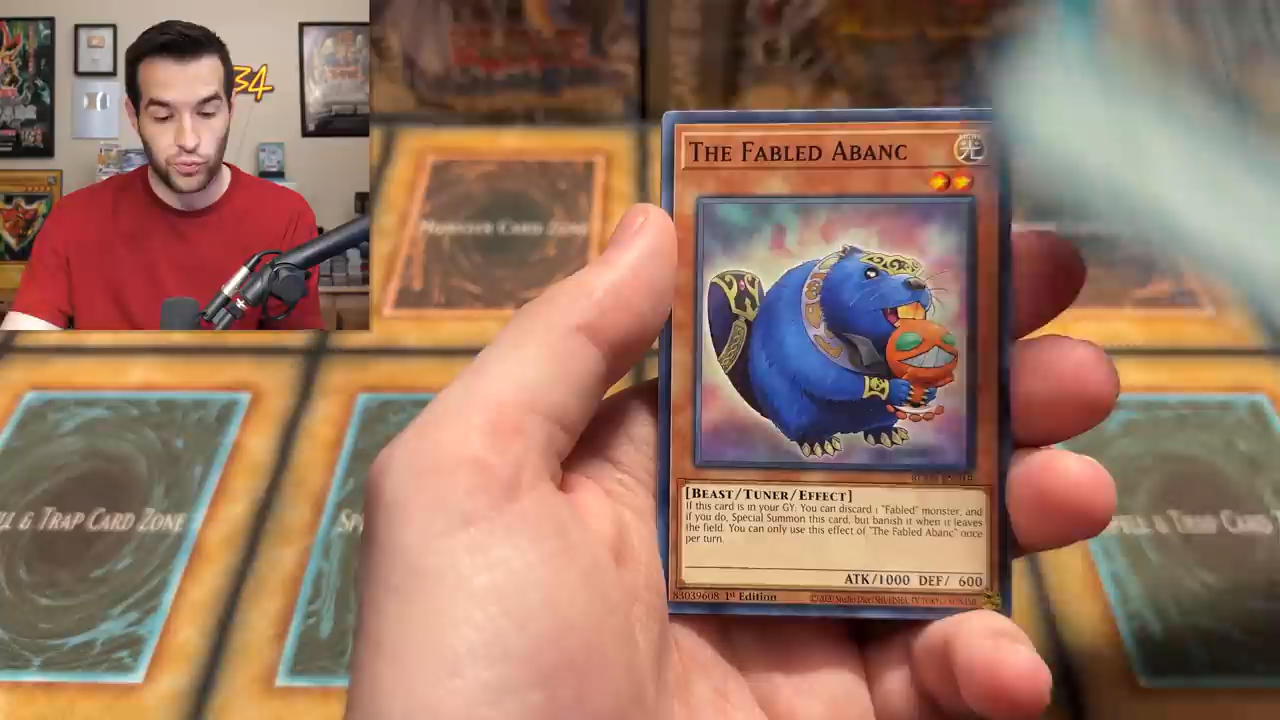 34
MONSTER CARD ZONE
THE FABLED ABANC
光
[BEAST/TUNER/EFFECT]
If this card is in your GY: You can discard 1 "Fabled" monster, and
if you do, Special Summon this card, but banish it when it leaves
the field. You can only use this effect of "The Fabled Abanc" once
per turn.
ATK/1000 DEF/ 600
83039608 1st Edition
LL & TRAP CARD ZONE
SPELL & TRAP CARD